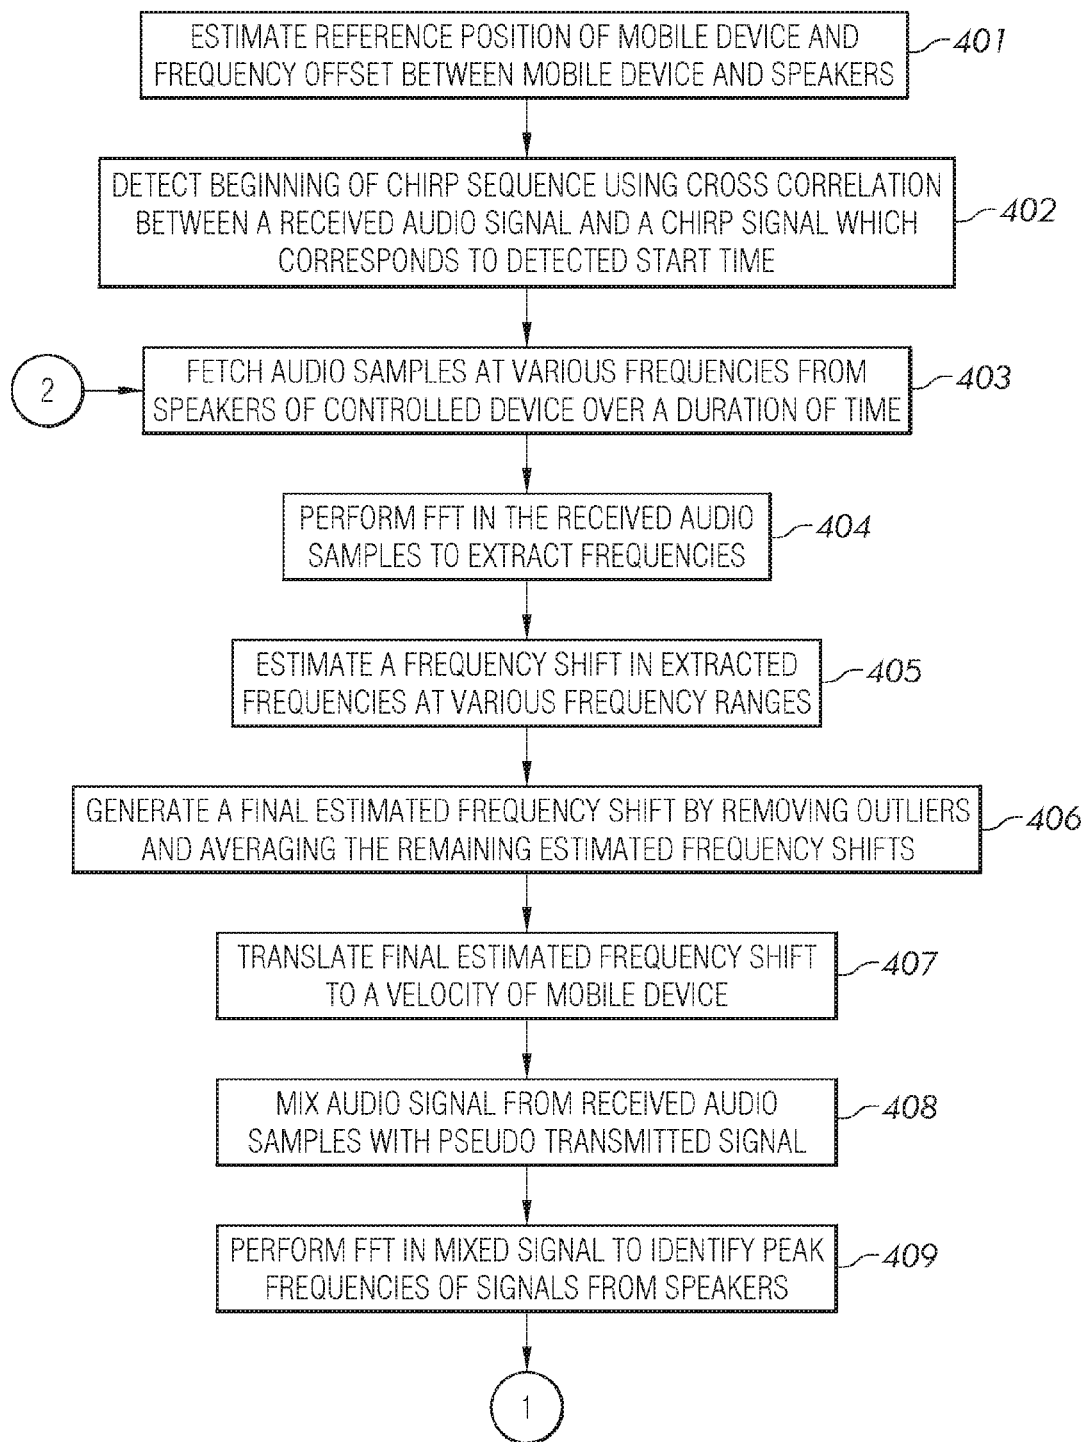 ESTIMATE REFERENCE POSITION OF MOBILE DEVICE AND
FREQUENCY OFFSET BETWEEN MOBILE DEVICE AND SPEAKERS
401
DETECT BEGINNING OF CHIRP SEQUENCE USING CROSS CORRELATION
BETWEEN A RECEIVED AUDIO SIGNAL AND A CHIRP SIGNAL WHICH
CORRESPONDS TO DETECTED START TIME
402
2
FETCH AUDIO SAMPLES AT VARIOUS FREQUENCIES FROM
SPEAKERS OF CONTROLLED DEVICE OVER A DURATION OF TIME
403
PERFORM FFT IN THE RECEIVED AUDIO
SAMPLES TO EXTRACT FREQUENCIES
404
ESTIMATE A FREQUENCY SHIFT IN EXTRACTED
FREQUENCIES AT VARIOUS FREQUENCY RANGES
405
GENERATE A FINAL ESTIMATED FREQUENCY SHIFT BY REMOVING OUTLIERS
AND AVERAGING THE REMAINING ESTIMATED FREQUENCY SHIFTS
406
TRANSLATE FINAL ESTIMATED FREQUENCY SHIFT
TO A VELOCITY OF MOBILE DEVICE
407
MIX AUDIO SIGNAL FROM RECEIVED AUDIO
SAMPLES WITH PSEUDO TRANSMITTED SIGNAL
408
PERFORM FFT IN MIXED SIGNAL TO IDENTIFY PEAK
FREQUENCIES OF SIGNALS FROM SPEAKERS
409
1